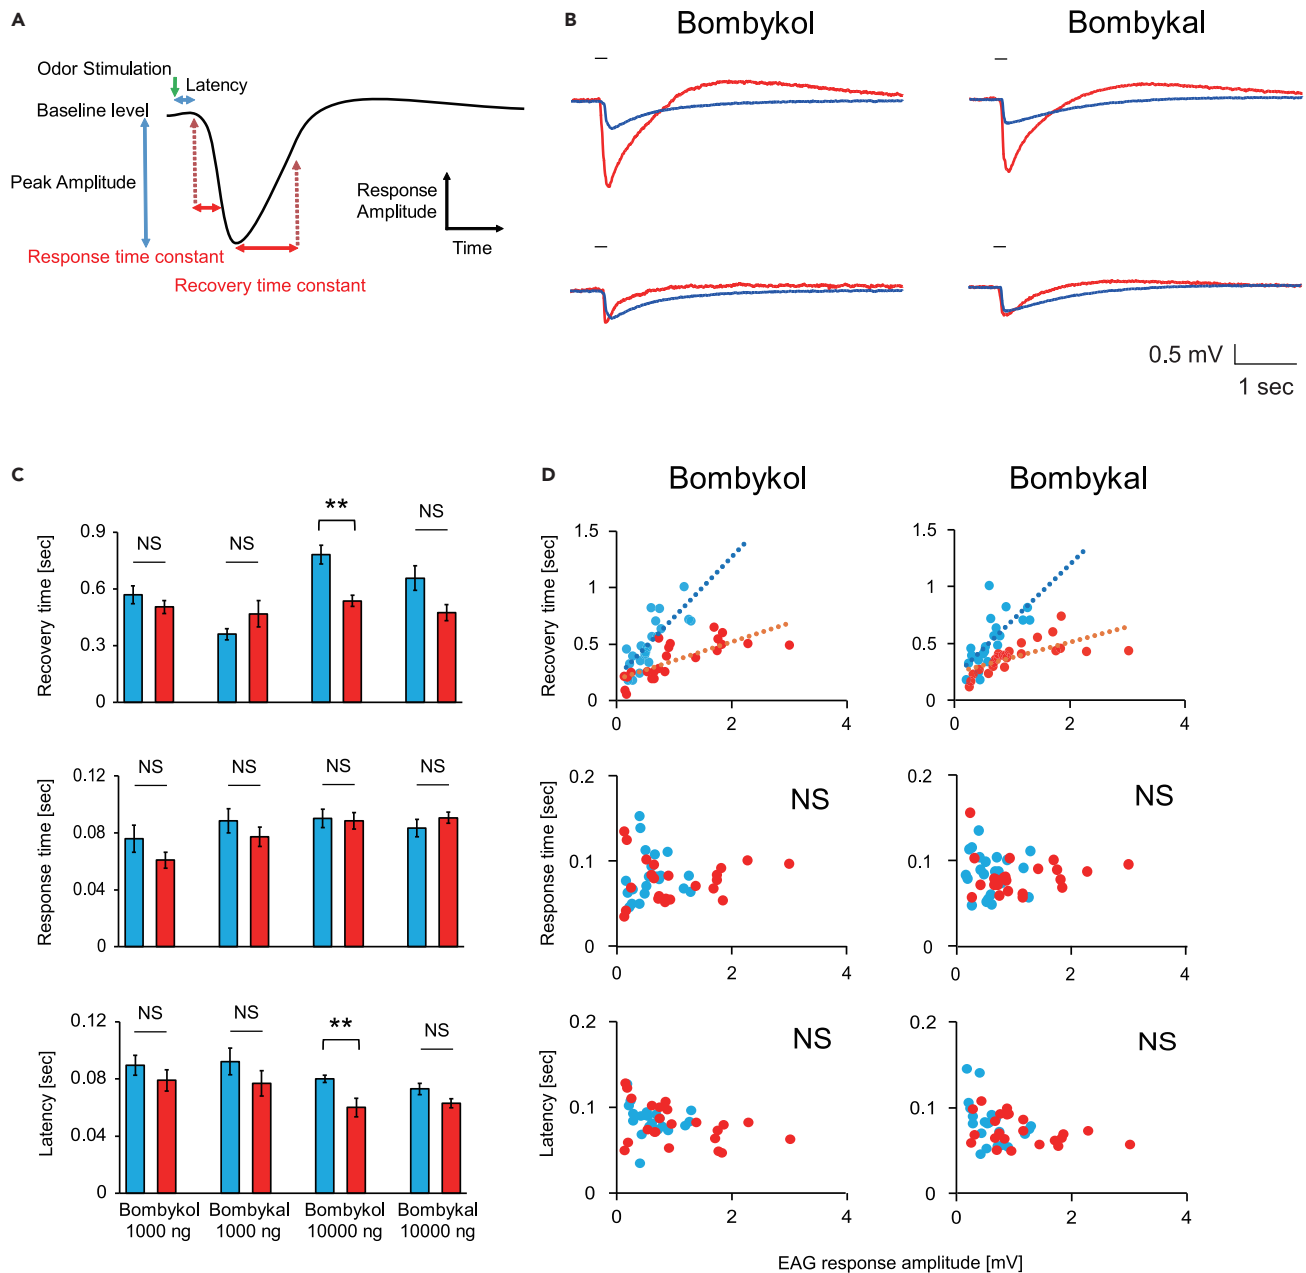 A
Odor Stimulation
Latency
Baseline level
Peak Amplitude
Response
Amplitude
Time
Response time constant
Recovery time constant
B
Bombykol
Bombykal
0.5 mV
1 sec
C
Recovery time [sec]
0.9
0.6
0.3
0
NS
NS
**
NS
Response time [sec]
0.12
0.08
0.04
0
NS
NS
NS
NS
Latency [sec]
0.12
0.08
0.04
0
NS
NS
**
NS
Bombykol
1000 ng
Bombykal
1000 ng
Bombykol
10000 ng
Bombykal
10000 ng
D
Bombykol
Bombykal
Recovery time [sec]
1.5
1
0.5
0
0
2
4
1.5
1
0.5
0
0
2
4
Response time [sec]
0.2
0.1
0
NS
0
2
4
0.2
0.1
0
NS
0
2
4
Latency [sec]
0.2
0.1
0
NS
0
2
4
0.2
0.1
0
NS
0
2
4
EAG response amplitude [mV]